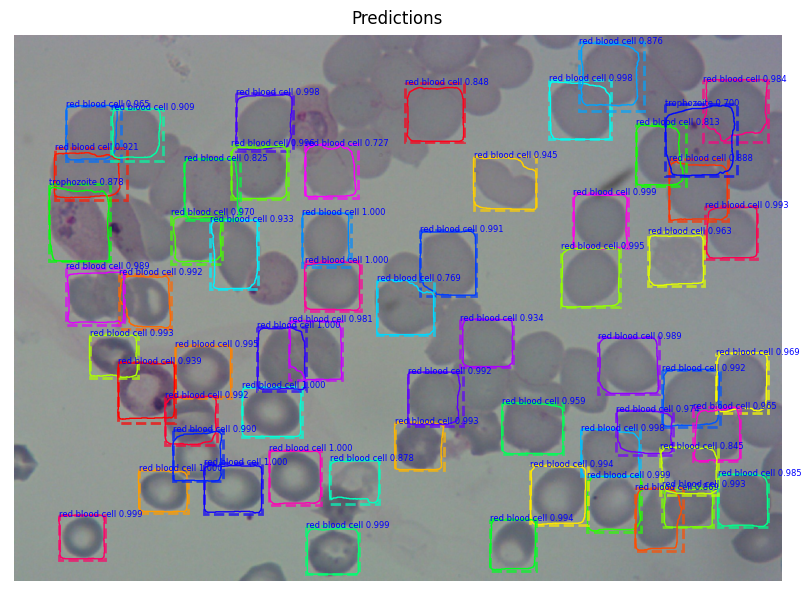 Predictions
red blood cell 0.876
red blood cell 0.998
red blood cell 0.848
red blood cell 0.984
red blood cell 0.998
red blood cell 0.965
red blood cell 0.909
trophozoite 0.700
red blood cell 0.813
red blood cell 0.996
red blood cell 0.727
red blood cell 0.921
red blood cell 0.945
red blood cell 0.825
red blood cell 0.888
trophozoite 0.878
red blood cell 0.999
red blood cell 0.993
red blood cell 0.970
red blood cell 0.933
red blood cell 1.000
red blood cell 0.991
red blood cell 0.963
red blood cell 0.995
red blood cell 1.000
red blood cell 0.989
red blood cell 0.992
red blood cell 0.769
red blood cell 0.981
red blood cell 0.934
red blood cell 1.000
red blood cell 0.993
red blood cell 0.989
red blood cell 0.995
red blood cell 0.969
red blood cell 0.939
red blood cell 0.992
red blood cell 0.992
red blood cell 1.000
red blood cell 0.992
red blood cell 0.959
red blood cell 0.974
red blood cell 0.965
red blood cell 0.993
red blood cell 0.998
red blood cell 0.990
red blood cell 0.845
red blood cell 1.000
red blood cell 0.878
red blood cell 1.000
red blood cell 1.000
red blood cell 0.994
red blood cell 0.999
red blood cell 0.985
red blood cell 0.993
red blood cell
red blood cell 0.999
red blood cell 0.994
red blood cell 0.999